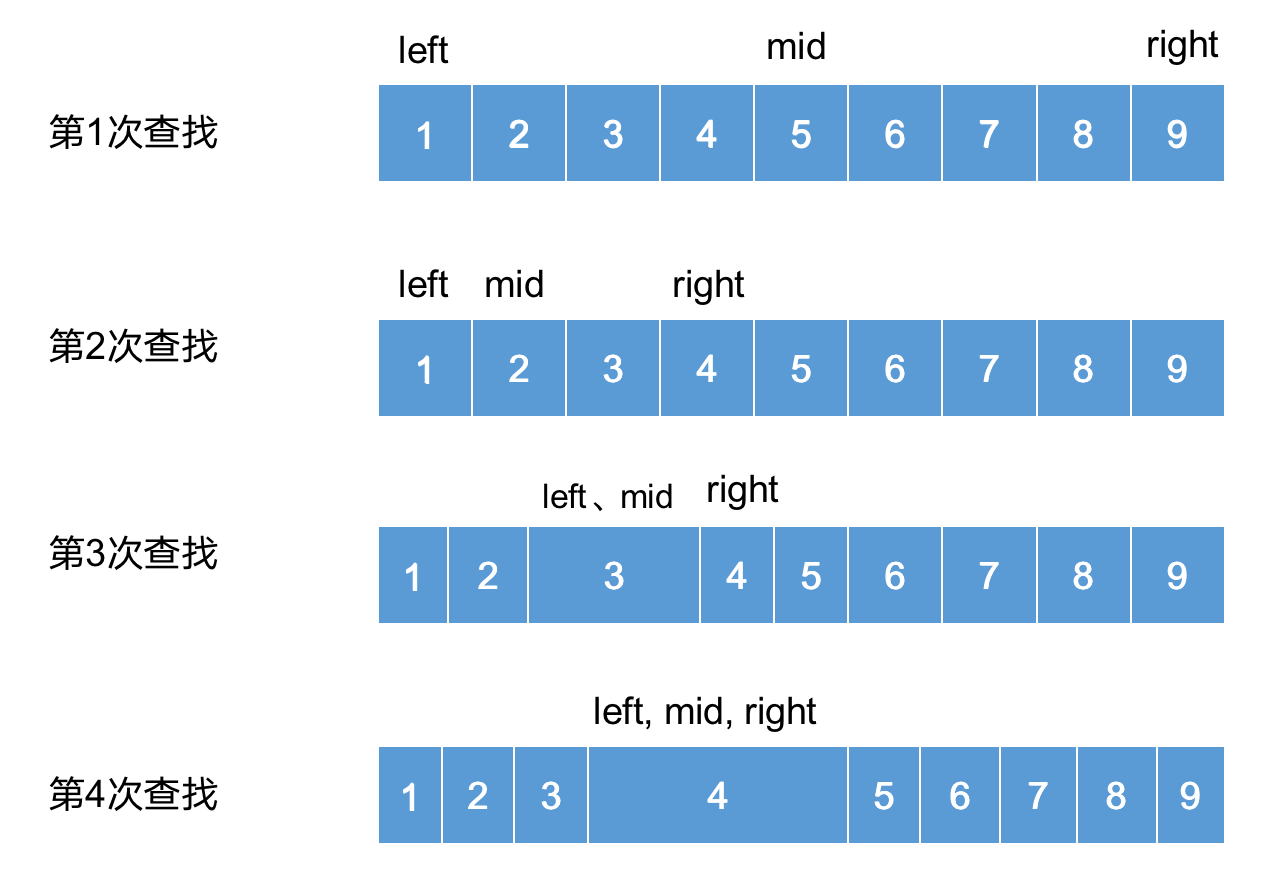 left mid right
第1次查找 1 2 3 4 5 6 7 8 9
left mid right
第2次查找 1 2 3 4 5 6 7 8 9
left、mid right
第3次查找 1 2 3 4 5 6 7 8 9
left, mid, right
第4次查找 1 2 3 4 5 6 7 8 9